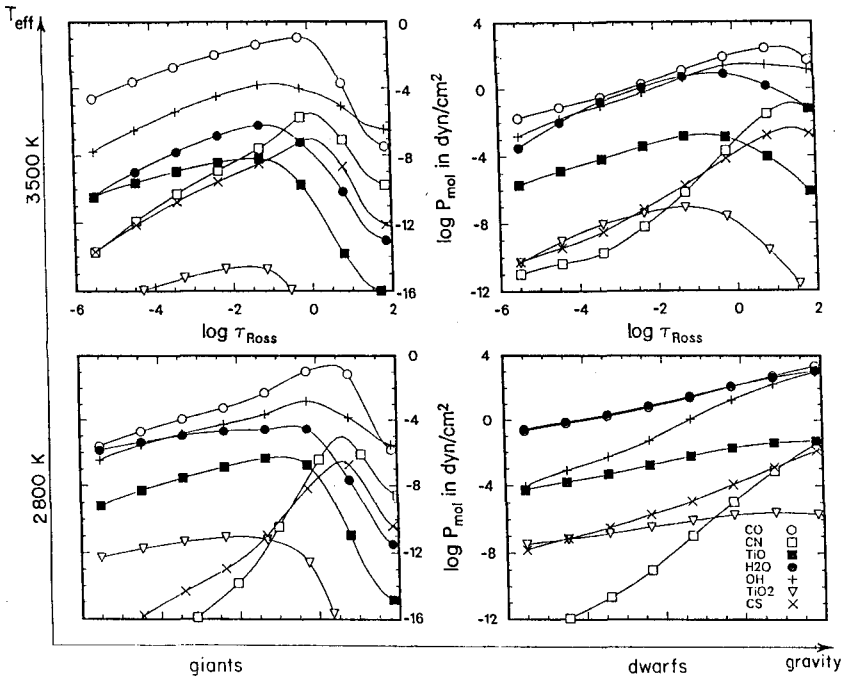 Teff
3500 K
2800 K
0
-4
-8
-12
-16
-6
-4
-2
0
2
log τRoss
4
0
-4
-8
-12
log Pmol in dyn/cm2
-6
-4
-2
0
2
log τRoss
0
-4
-8
-12
-16
4
0
-4
-8
-12
log Pmol in dyn/cm2
CO
CN
TiO
H2O
OH
TiO2
CS
giants
dwarfs
gravity